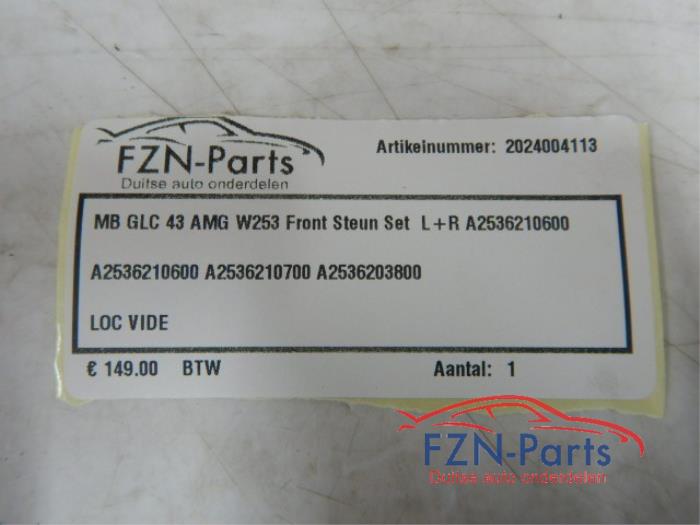 FZN-Parts
Duitse auto onderdelen
Artikelnummer: 2024004113
MB GLC 43 AMG W253 Front Steun Set L+R A2536210600
A2536210600 A2536210700 A2536203800
LOC VIDE
€ 149.00 BTW
Aantal: 1
FZN-Parts
Duitse auto onderdelen